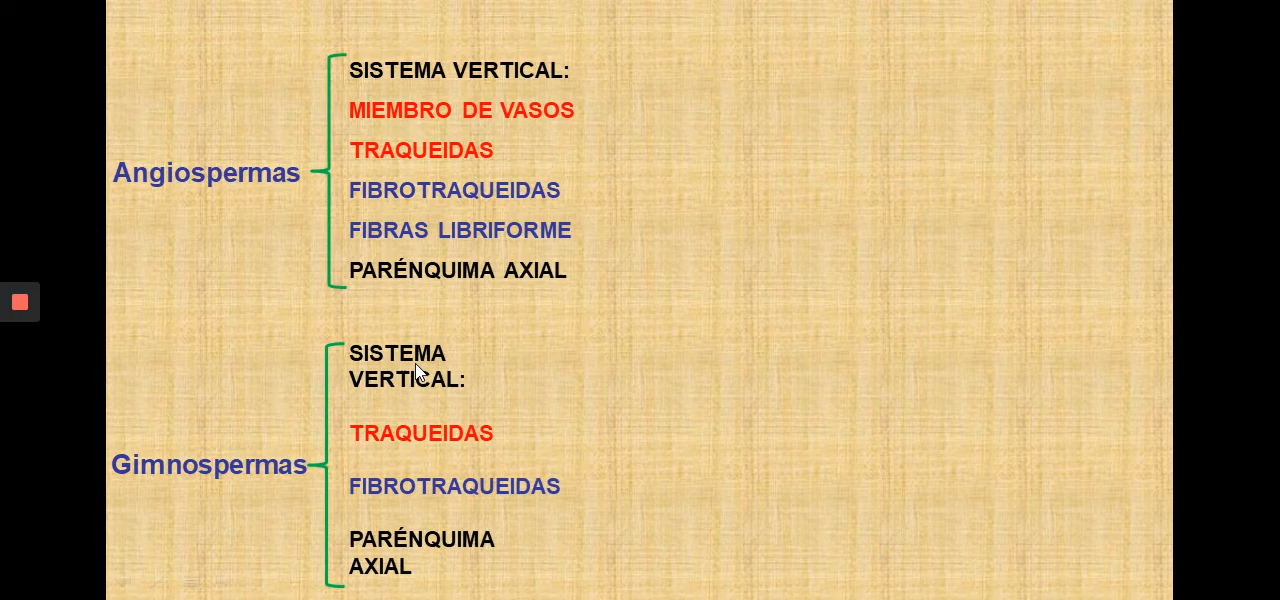 Angiospermas
SISTEMA VERTICAL:
MIEMBRO DE VASOS
TRAQUEIDAS
FIBROTRAQUEIDAS
FIBRAS LIBRIFORME
PARÉNQUIMA AXIAL
Gimnospermas
SISTEMA
VERTICAL:
TRAQUEIDAS
FIBROTRAQUEIDAS
PARÉNQUIMA
AXIAL